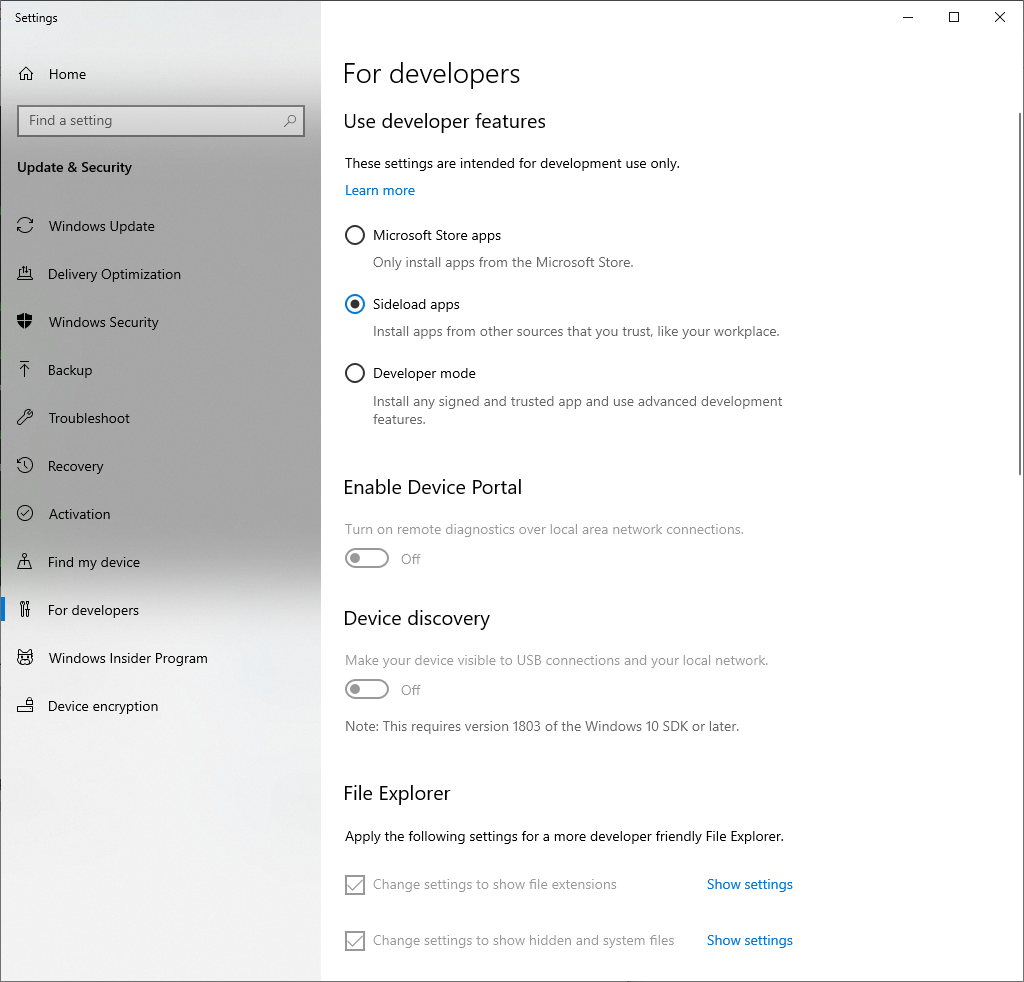 Settings
Home
Find a setting
Update & Security
Windows Update
Delivery Optimization
Windows Security
Backup
Troubleshoot
Recovery
Activation
Find my device
For developers
Windows Insider Program
Device encryption
For developers
Use developer features
These settings are intended for development use only.
Learn more
Microsoft Store apps
Only install apps from the Microsoft Store.
Sideload apps
Install apps from other sources that you trust, like your workplace.
Developer mode
Install any signed and trusted app and use advanced development
features.
Enable Device Portal
Turn on remote diagnostics over local area network connections.
Off
Device discovery
Make your device visible to USB connections and your local network.
Off
Note: This requires version 1803 of the Windows 10 SDK or later.
File Explorer
Apply the following settings for a more developer friendly File Explorer.
Change settings to show file extensions Show settings
Change settings to show hidden and system files Show settings